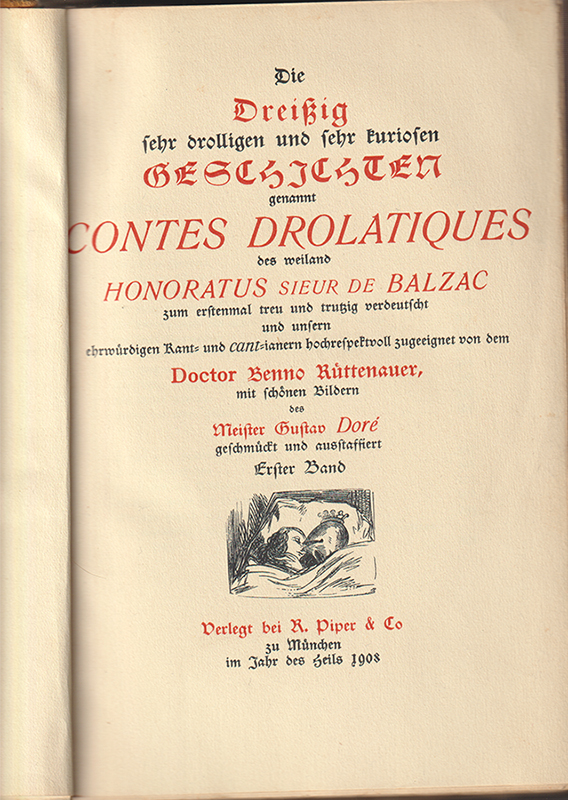 Die
Dreißig
sehr drolligen und sehr kuriosen
GESCHICHTEN
genannt
CONTES DROLATIQUES
des weiland
HONORATUS SIEUR DE BALZAC
zum erstenmal treu und trutzig verdeutscht
und unsern
ehrwürdigen Kant- und cant-ianern hochrespektvoll zugeeignet von dem
Doctor Benno Rüttenauer,
mit schönen Bildern
des
Meister Gustav Doré
geschmückt und ausstaffiert
Erster Band
Verlegt bei R. Piper & Co
zu München
im Jahr des Heils 1908